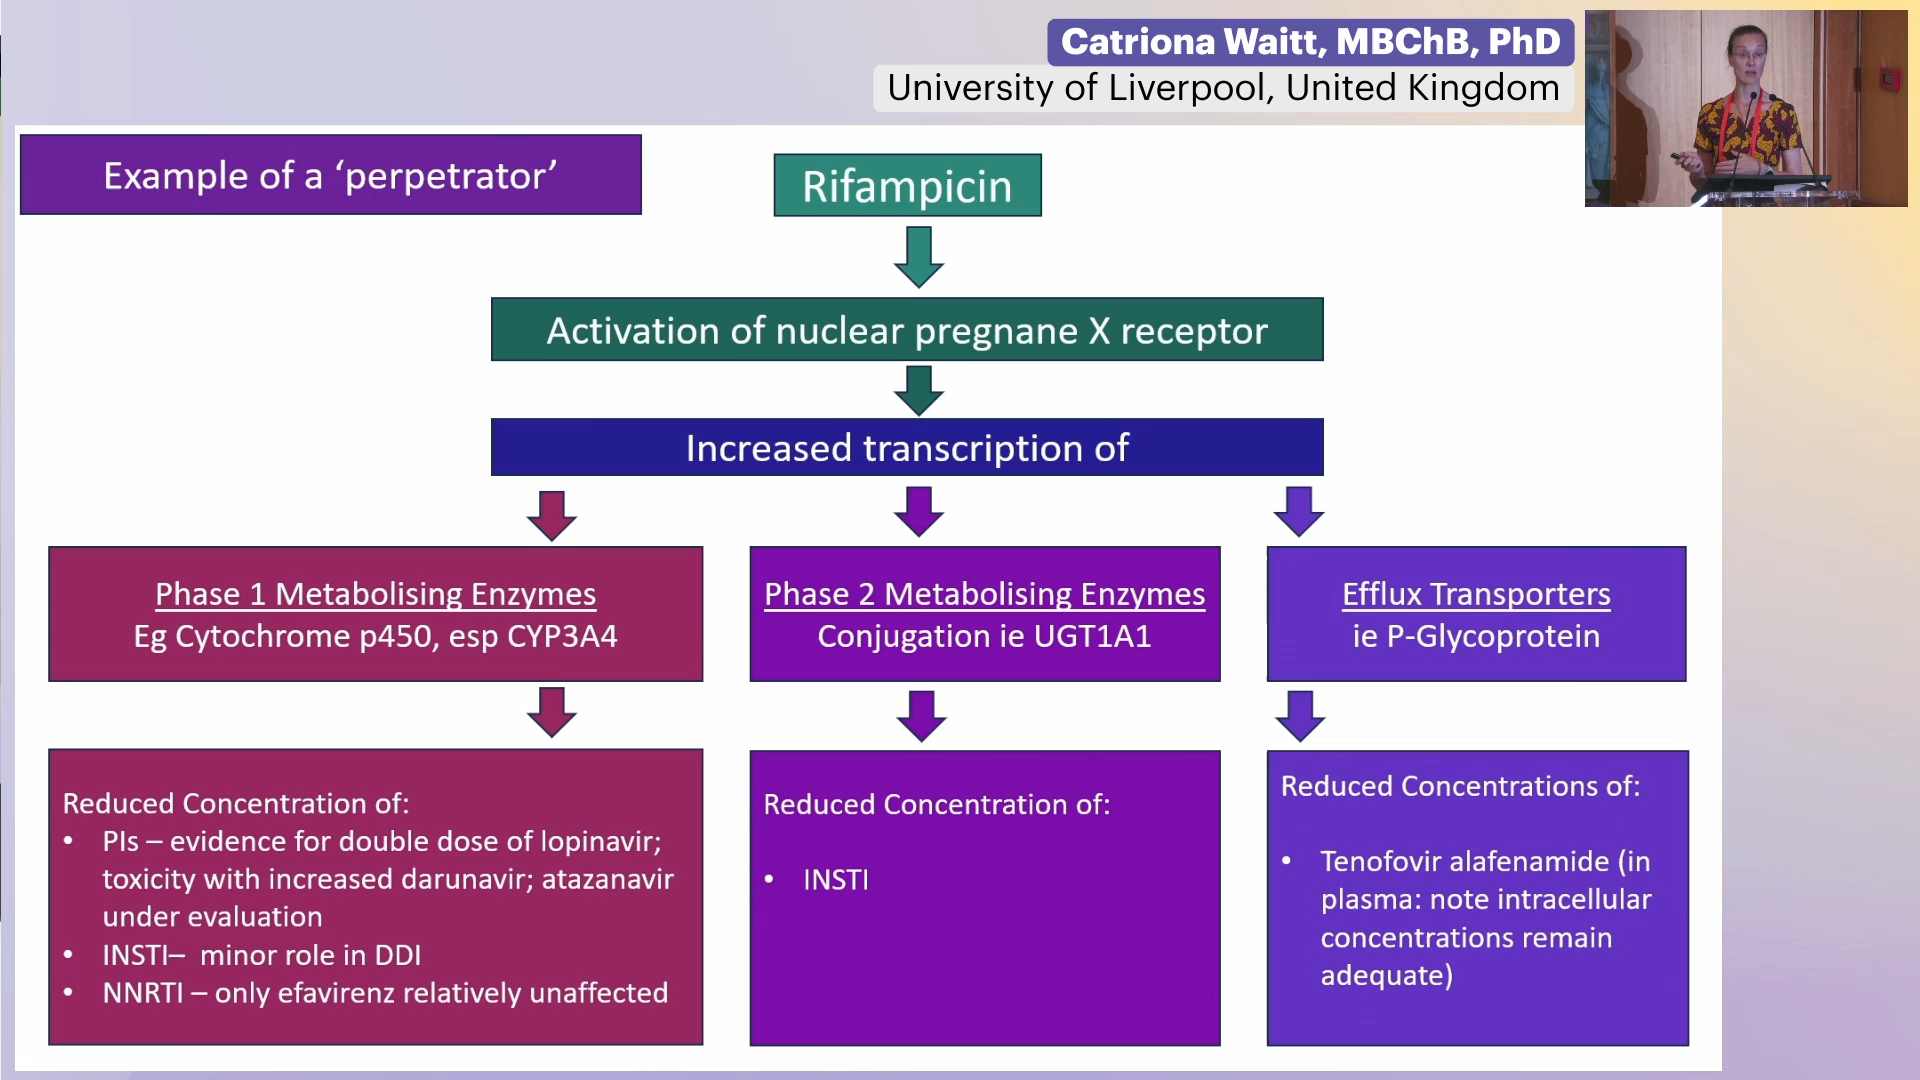 Catriona Waitt, MBChB, PhD
University of Liverpool, United Kingdom
Example of a ‘perpetrator’
Rifampicin
Activation of nuclear pregnane X receptor
Increased transcription of
Phase 1 Metabolising Enzymes
Eg Cytochrome p450, esp CYP3A4
Phase 2 Metabolising Enzymes
Conjugation ie UGT1A1
Efflux Transporters
ie P-Glycoprotein
Reduced Concentration of:
• PIs – evidence for double dose of lopinavir;
toxicity with increased darunavir; atazanavir
under evaluation
• INSTI–  minor role in DDI
• NNRTI – only efavirenz relatively unaffected
Reduced Concentration of:
• INSTI
Reduced Concentrations of:
• Tenofovir alafenamide (in
plasma: note intracellular
concentrations remain
adequate)